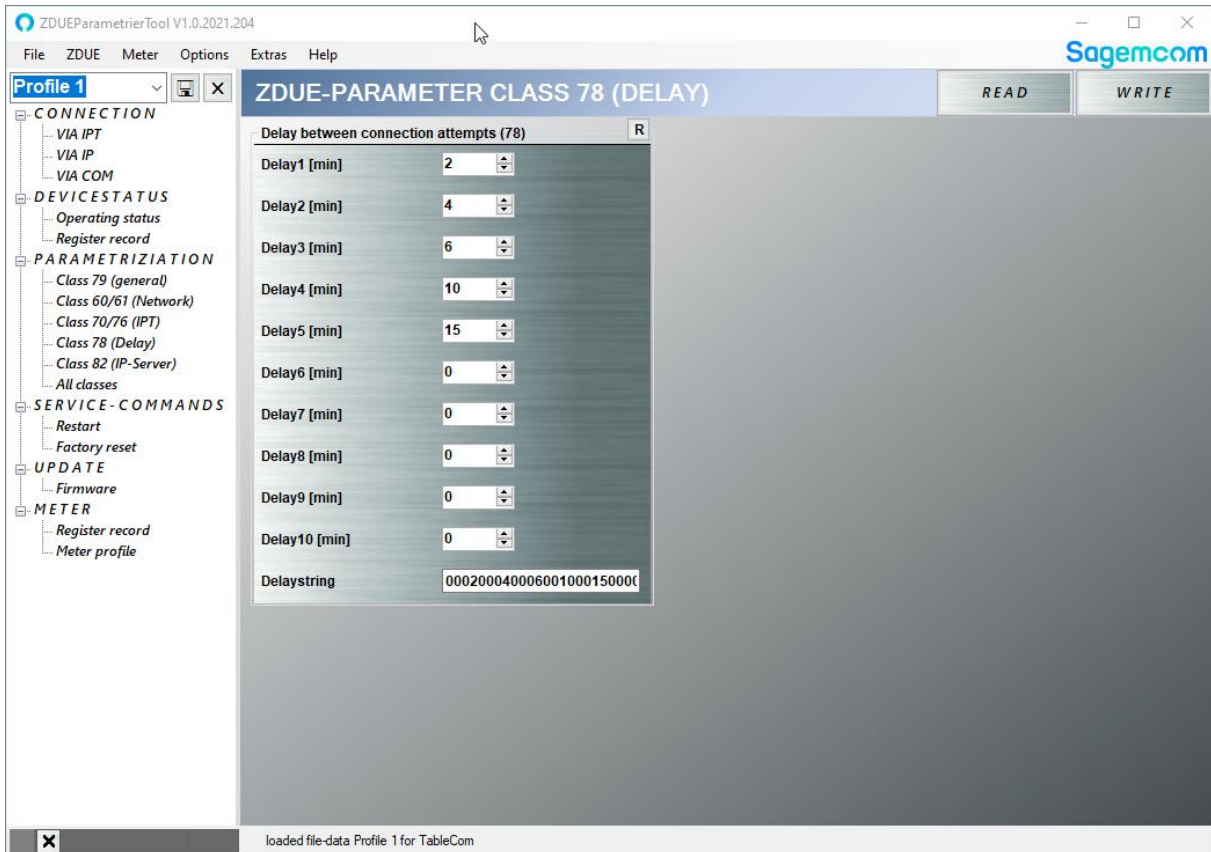 ZDUEParametrierTool V1.0.2021.204
File ZDUE Meter Options Extras Help
Sagemcom
Profile 1
ZDUE-PARAMETER CLASS 78 (DELAY)
READ
WRITE
CONNECTION
VIA IPT
VIA IP
VIA COM
DEVICESTATUS
Operating status
Register record
PARAMETRIZIATION
Class 79 (general)
Class 60/61 (Network)
Class 70/76 (IPT)
Class 78 (Delay)
Class 82 (IP-Server)
All classes
SERVICE-COMMANDS
Restart
Factory reset
UPDATE
Firmware
METER
Register record
Meter profile
Delay between connection attempts (78) R
Delay1 [min] 2
Delay2 [min] 4
Delay3 [min] 6
Delay4 [min] 10
Delay5 [min] 15
Delay6 [min] 0
Delay7 [min] 0
Delay8 [min] 0
Delay9 [min] 0
Delay10 [min] 0
Delaystring 000200040006001000150000
loaded file-data Profile 1 for TableCom